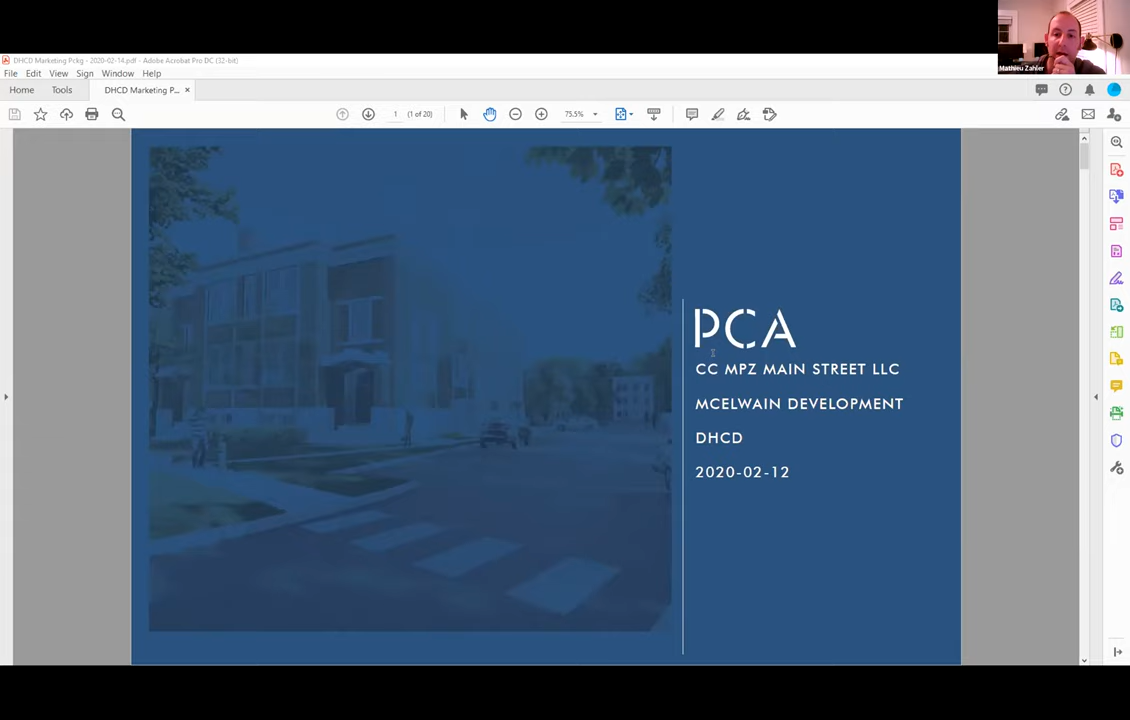 DHCD Marketing Pckg - 2020-02-14.pdf - Adobe Acrobat Pro DC (32-bit)
File Edit View Sign Window Help
Home Tools DHCD Marketing P... ×
1 (1 of 20) 75.5%
Mathieu Zahler
PCA
CC MPZ MAIN STREET LLC
MCELWAIN DEVELOPMENT
DHCD
2020-02-12